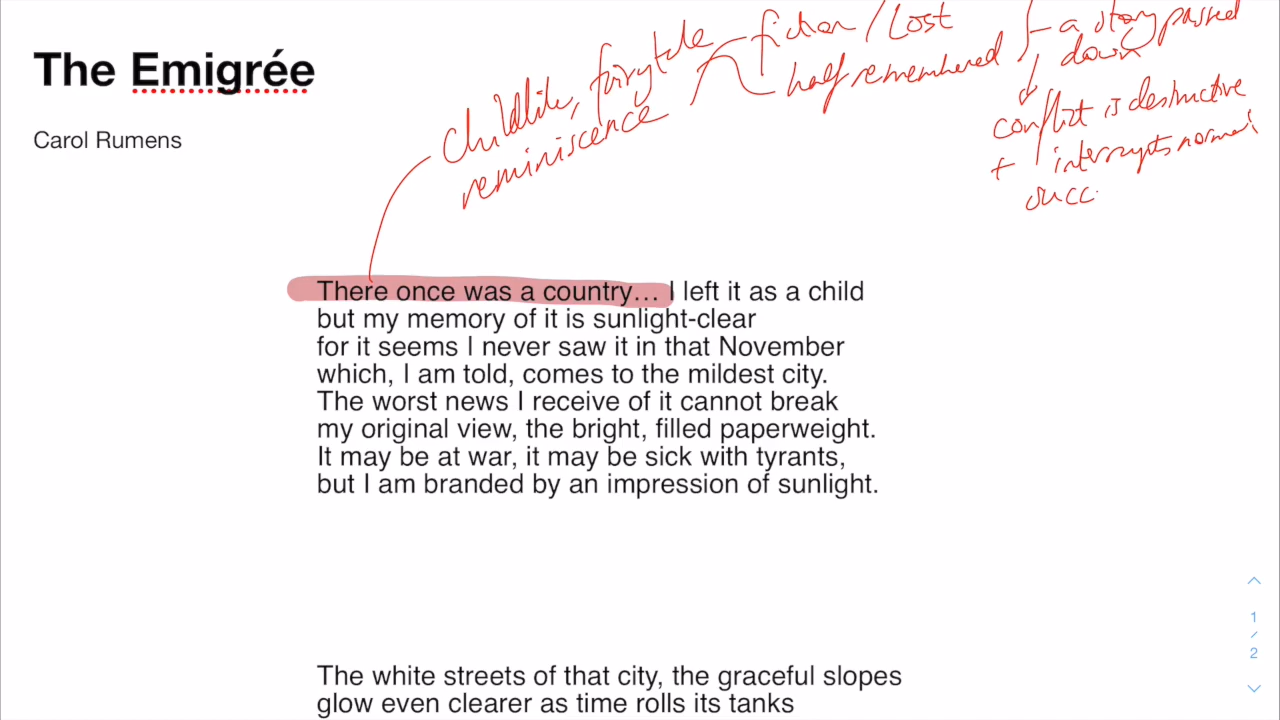 The Emigrée
Carol Rumens
childlike, fairytale
reminiscence
fiction / Lost
half remembered
a story passed
down
conflict is destructive
+ interrupts normal
succ
There once was a country… I left it as a child
but my memory of it is sunlight-clear
for it seems I never saw it in that November
which, I am told, comes to the mildest city.
The worst news I receive of it cannot break
my original view, the bright, filled paperweight.
It may be at war, it may be sick with tyrants,
but I am branded by an impression of sunlight.
The white streets of that city, the graceful slopes
glow even clearer as time rolls its tanks
1
/
2